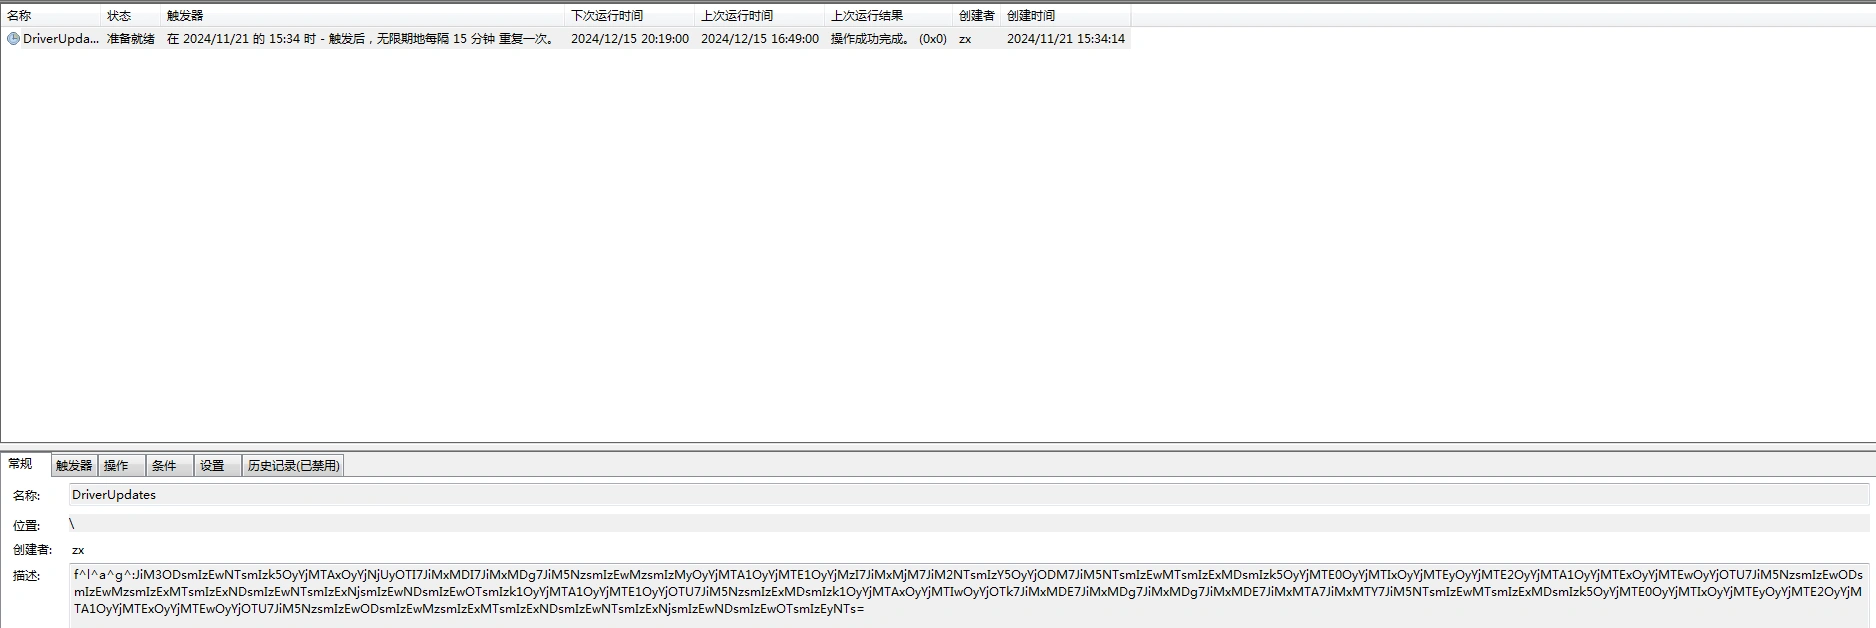 名称 状态 触发器 下次运行时间 上次运行时间 上次运行结果 创建者 创建时间
DriverUpda... 准备就绪 在 2024/11/21 的 15:34 时 - 触发后，无限期地每隔 15 分钟 重复一次。 2024/12/15 20:19:00 2024/12/15 16:49:00 操作成功完成。 (0x0) zx 2024/11/21 15:34:14
常规 触发器 操作 条件 设置 历史记录(已禁用)
名称: DriverUpdates
位置: \
创建者: zx
描述: f^l^a^g^:JiM3ODsmIzEwNTsmIzk5OyYjMTAxOyYjNjUyOTI7JiMxMDI7JiMxMDg7JiM5NzsmIzEwMzsmIzMyOyYjMTA1OyYjMTE1OyYjMzI7JiMxMjM7JiM2NTsmIzY5OyYjODM7JiM5NTsmIzEwMTsmIzExMDsmIzk5OyYjMTE0OyYjMTIxOyYjMTEyOyYjMTE2OyYjMTA1OyYjMTExOyYjMTEwOyYjOTU7JiM5NzsmIzEwODs
mIzEwMzsmIzExMTsmIzExNDsmIzEwNTsmIzExNjsmIzEwNDsmIzEwOTsmIzk1OyYjMTA1OyYjMTE1OyYjOTU7JiM5NzsmIzExMDsmIzk1OyYjMTAxOyYjMTIwOyYjOTk7JiMxMDE7JiMxMDg7JiMxMDg7JiMxMDE7JiMxMTA7JiMxMTY7JiM5NTsmIzEwMTsmIzExMDsmIzk5OyYjMTE0OyYjMTIxOyYjMTEyOyYjMTE2OyYjM
TA1OyYjMTExOyYjMTEwOyYjOTU7JiM5NzsmIzEwODsmIzEwMzsmIzExMTsmIzExNDsmIzEwNTsmIzExNjsmIzEwNDsmIzEwOTsmIzEyNTs=